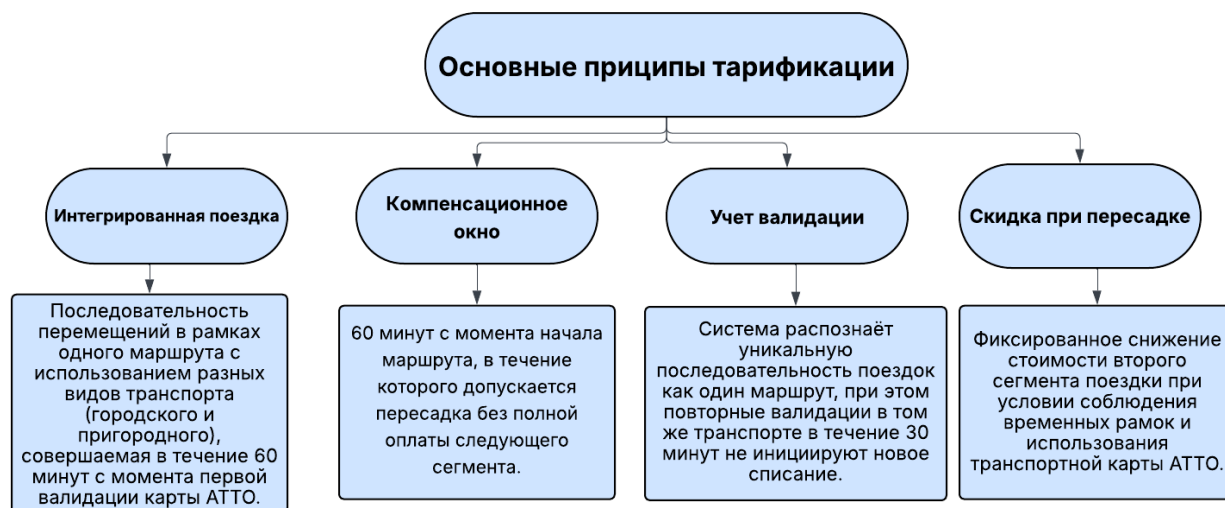 Основные приципы тарификации
Интегрированная поездка
Компенсационное
окно
Учет валидации
Скидка при пересадке
Последовательность
перемещений в рамках
одного маршрута с
использованием разных
видов транспорта
(городского и
пригородного),
совершаемая в течение 60
минут с момента первой
валидации карты АТТО.
60 минут с момента начала
маршрута, в течение
которого допускается
пересадка без полной
оплаты следующего
сегмента.
Система распознаёт
уникальную
последовательность поездок
как один маршрут, при этом
повторные валидации в том
же транспорте в течение 30
минут не инициируют новое
списание.
Фиксированное снижение
стоимости второго
сегмента поездки при
условии соблюдения
временных рамок и
использования
транспортной карты АТТО.